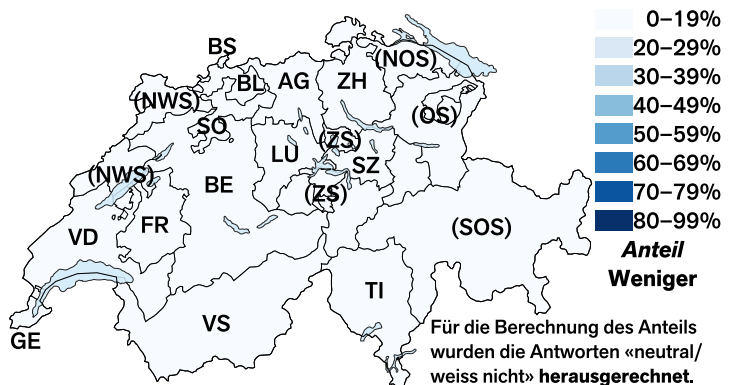 0–19%
20–29%
30–39%
40–49%
50–59%
60–69%
70–79%
80–99%
Anteil
Weniger
BS
(NOS)
BL
AG
ZH
(NWS)
(OS)
SO
(ZS)
LU
SZ
(NWS)
BE
(ZS)
FR
(SOS)
VD
TI
VS
GE
Für die Berechnung des Anteils
wurden die Antworten «neutral/
weiss nicht» herausgerechnet.